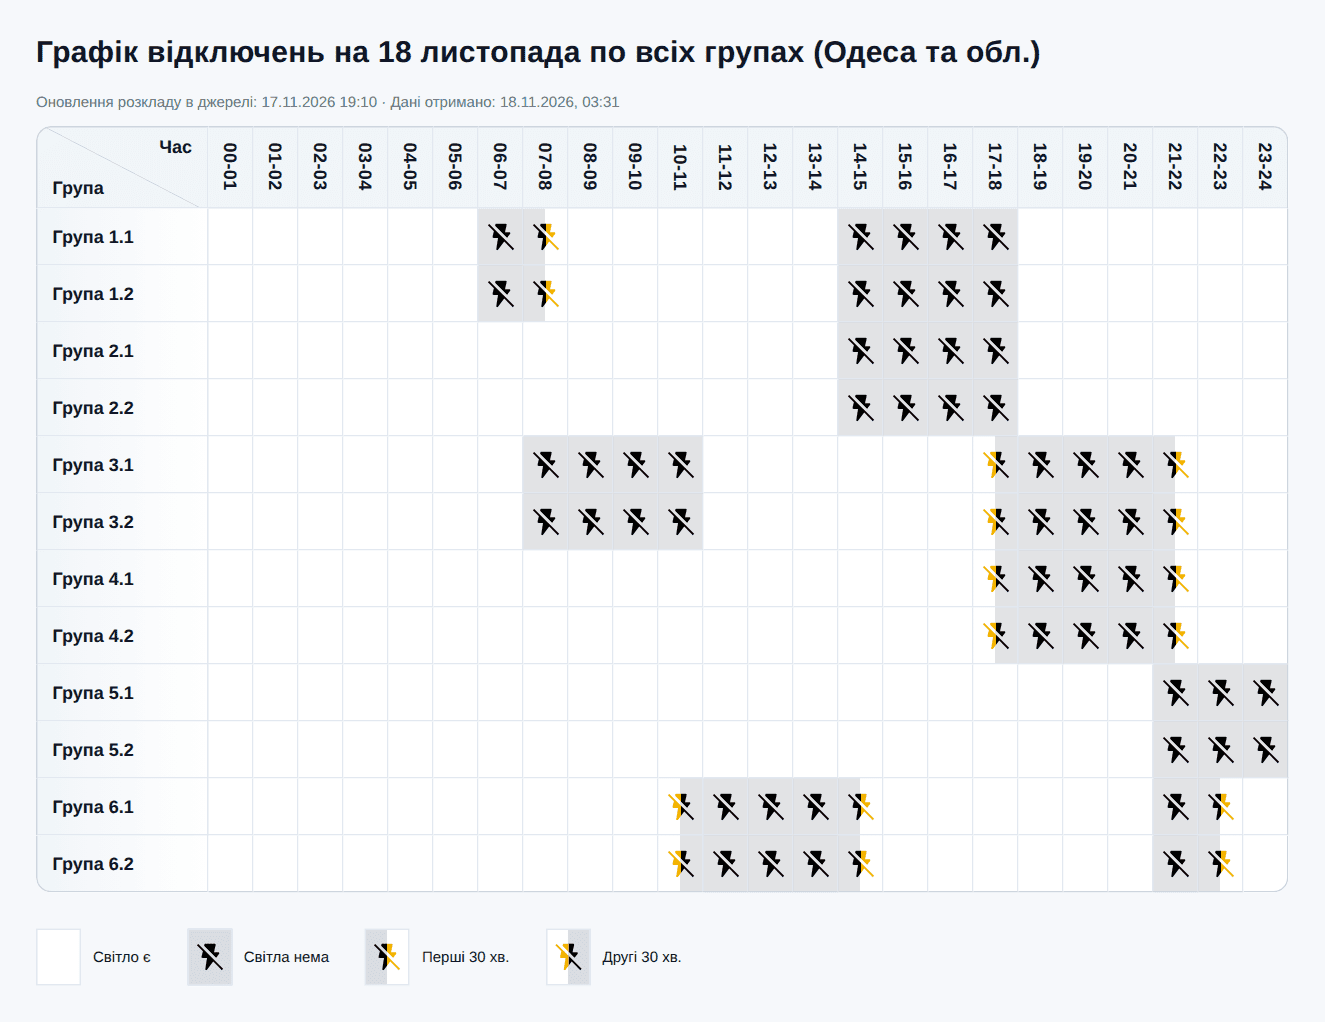 Графік відключень на 18 листопада по всіх групах (Одеса та обл.)
Оновлення розкладу в джерелі: 17.11.2026 19:10 · Дані отримано: 18.11.2026, 03:31
Час
Група
00-01
01-02
02-03
03-04
04-05
05-06
06-07
07-08
08-09
09-10
10-11
11-12
12-13
13-14
14-15
15-16
16-17
17-18
18-19
19-20
20-21
21-22
22-23
23-24
Група 1.1
Група 1.2
Група 2.1
Група 2.2
Група 3.1
Група 3.2
Група 4.1
Група 4.2
Група 5.1
Група 5.2
Група 6.1
Група 6.2
Світло є
Світла нема
Перші 30 хв.
Другі 30 хв.